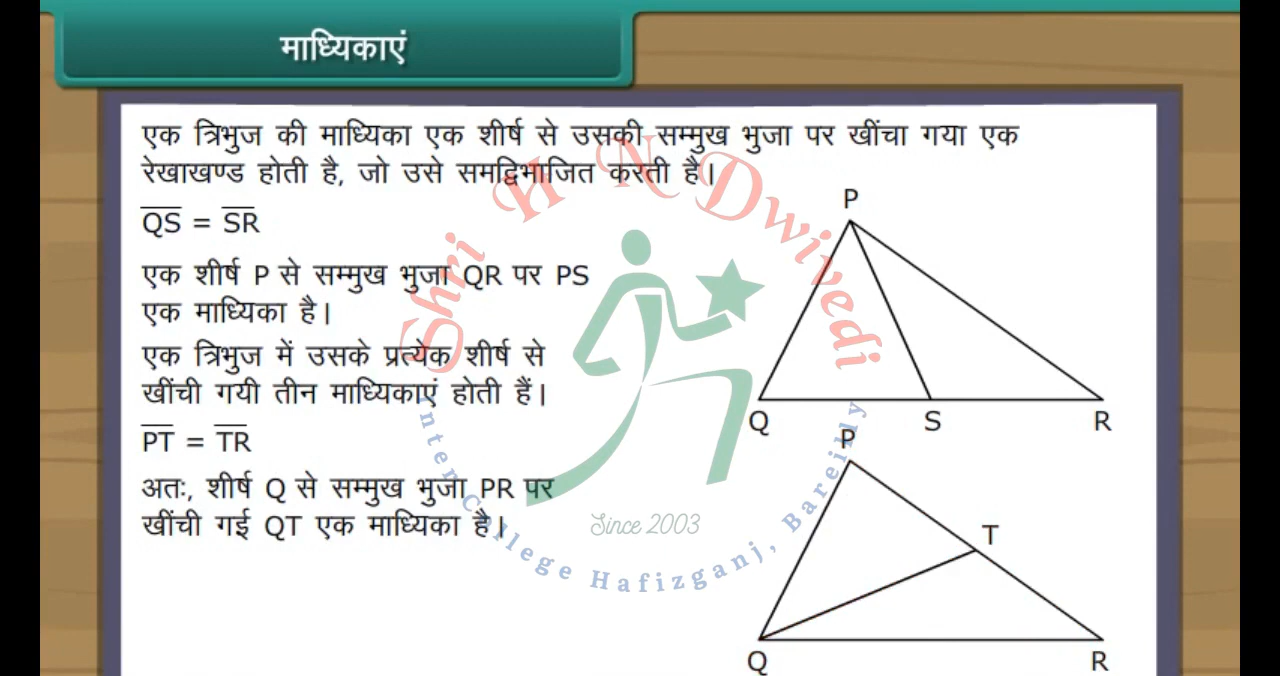 माध्यिकाएं
एक त्रिभुज की माध्यिका एक शीर्ष से उसकी सम्मुख भुजा पर खींचा गया एक
रेखाखण्ड होती है, जो उसे समद्विभाजित करती है।
QS = SR
एक शीर्ष P से सम्मुख भुजा QR पर PS
एक माध्यिका है।
एक त्रिभुज में उसके प्रत्येक शीर्ष से
खींची गयी तीन माध्यिकाएं होती हैं।
PT = TR
अतः, शीर्ष Q से सम्मुख भुजा PR पर
खींची गई QT एक माध्यिका है।
P
Q S R
P
T
Q R
Shri H N Dwivedi
Inter College Hafizganj, Bareilly
Since 2003